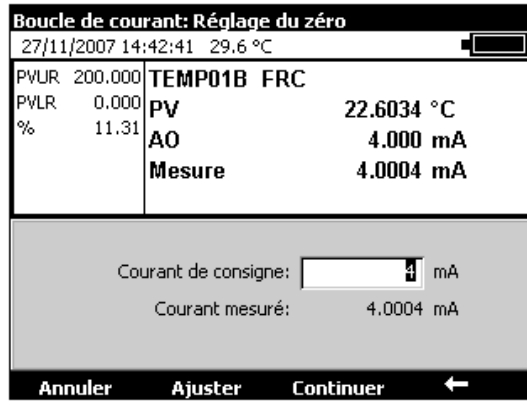 Boucle de courant: Réglage du zéro
27/11/2007 14:42:41 29.6 °C
PVUR 200.000
PVLR 0.000
% 11.31
TEMP01B FRC
PV 22.6034 °C
AO 4.000 mA
Mesure 4.0004 mA
Courant de consigne: 4 mA
Courant mesuré: 4.0004 mA
Annuler Ajuster Continuer